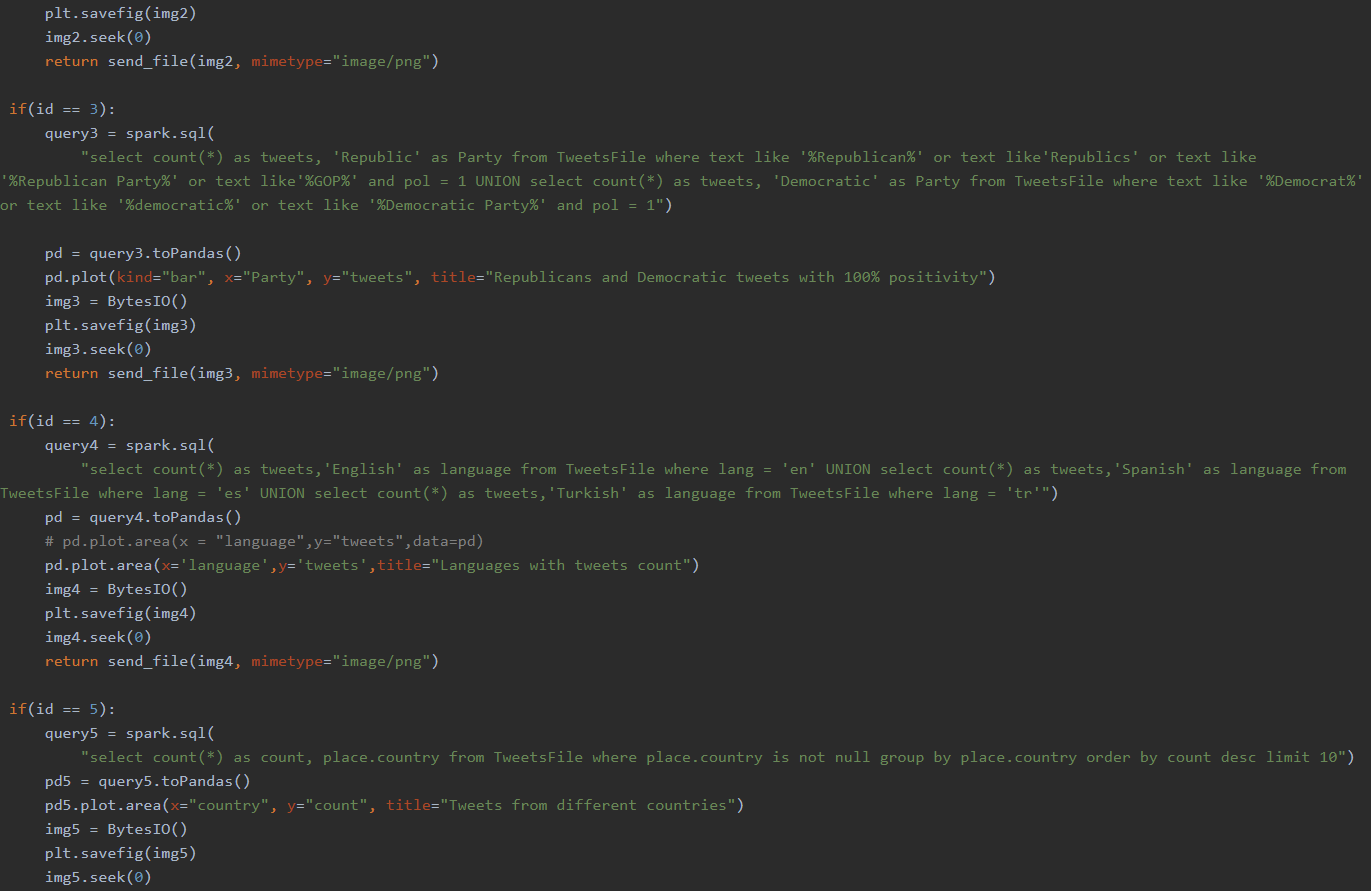 plt.savefig(img2)
img2.seek(0)
return send_file(img2, mimetype="image/png")
if(id == 3):
query3 = spark.sql(
"select count(*) as tweets, 'Republic' as Party from TweetsFile where text like '%Republican%' or text like'Republics' or text like
'%Republican Party%' or text like'%GOP%' and pol = 1 UNION select count(*) as tweets, 'Democratic' as Party from TweetsFile where text like '%Democrat%'
or text like '%democratic%' or text like '%Democratic Party%' and pol = 1")
pd = query3.toPandas()
pd.plot(kind="bar", x="Party", y="tweets", title="Republicans and Democratic tweets with 100% positivity")
img3 = BytesIO()
plt.savefig(img3)
img3.seek(0)
return send_file(img3, mimetype="image/png")
if(id == 4):
query4 = spark.sql(
"select count(*) as tweets,'English' as language from TweetsFile where lang = 'en' UNION select count(*) as tweets,'Spanish' as language from
TweetsFile where lang = 'es' UNION select count(*) as tweets,'Turkish' as language from TweetsFile where lang = 'tr'")
pd = query4.toPandas()
# pd.plot.area(x = "language",y="tweets",data=pd)
pd.plot.area(x='language',y='tweets',title="Languages with tweets count")
img4 = BytesIO()
plt.savefig(img4)
img4.seek(0)
return send_file(img4, mimetype="image/png")
if(id == 5):
query5 = spark.sql(
"select count(*) as count, place.country from TweetsFile where place.country is not null group by place.country order by count desc limit 10")
pd5 = query5.toPandas()
pd5.plot.area(x="country", y="count", title="Tweets from different countries")
img5 = BytesIO()
plt.savefig(img5)
img5.seek(0)